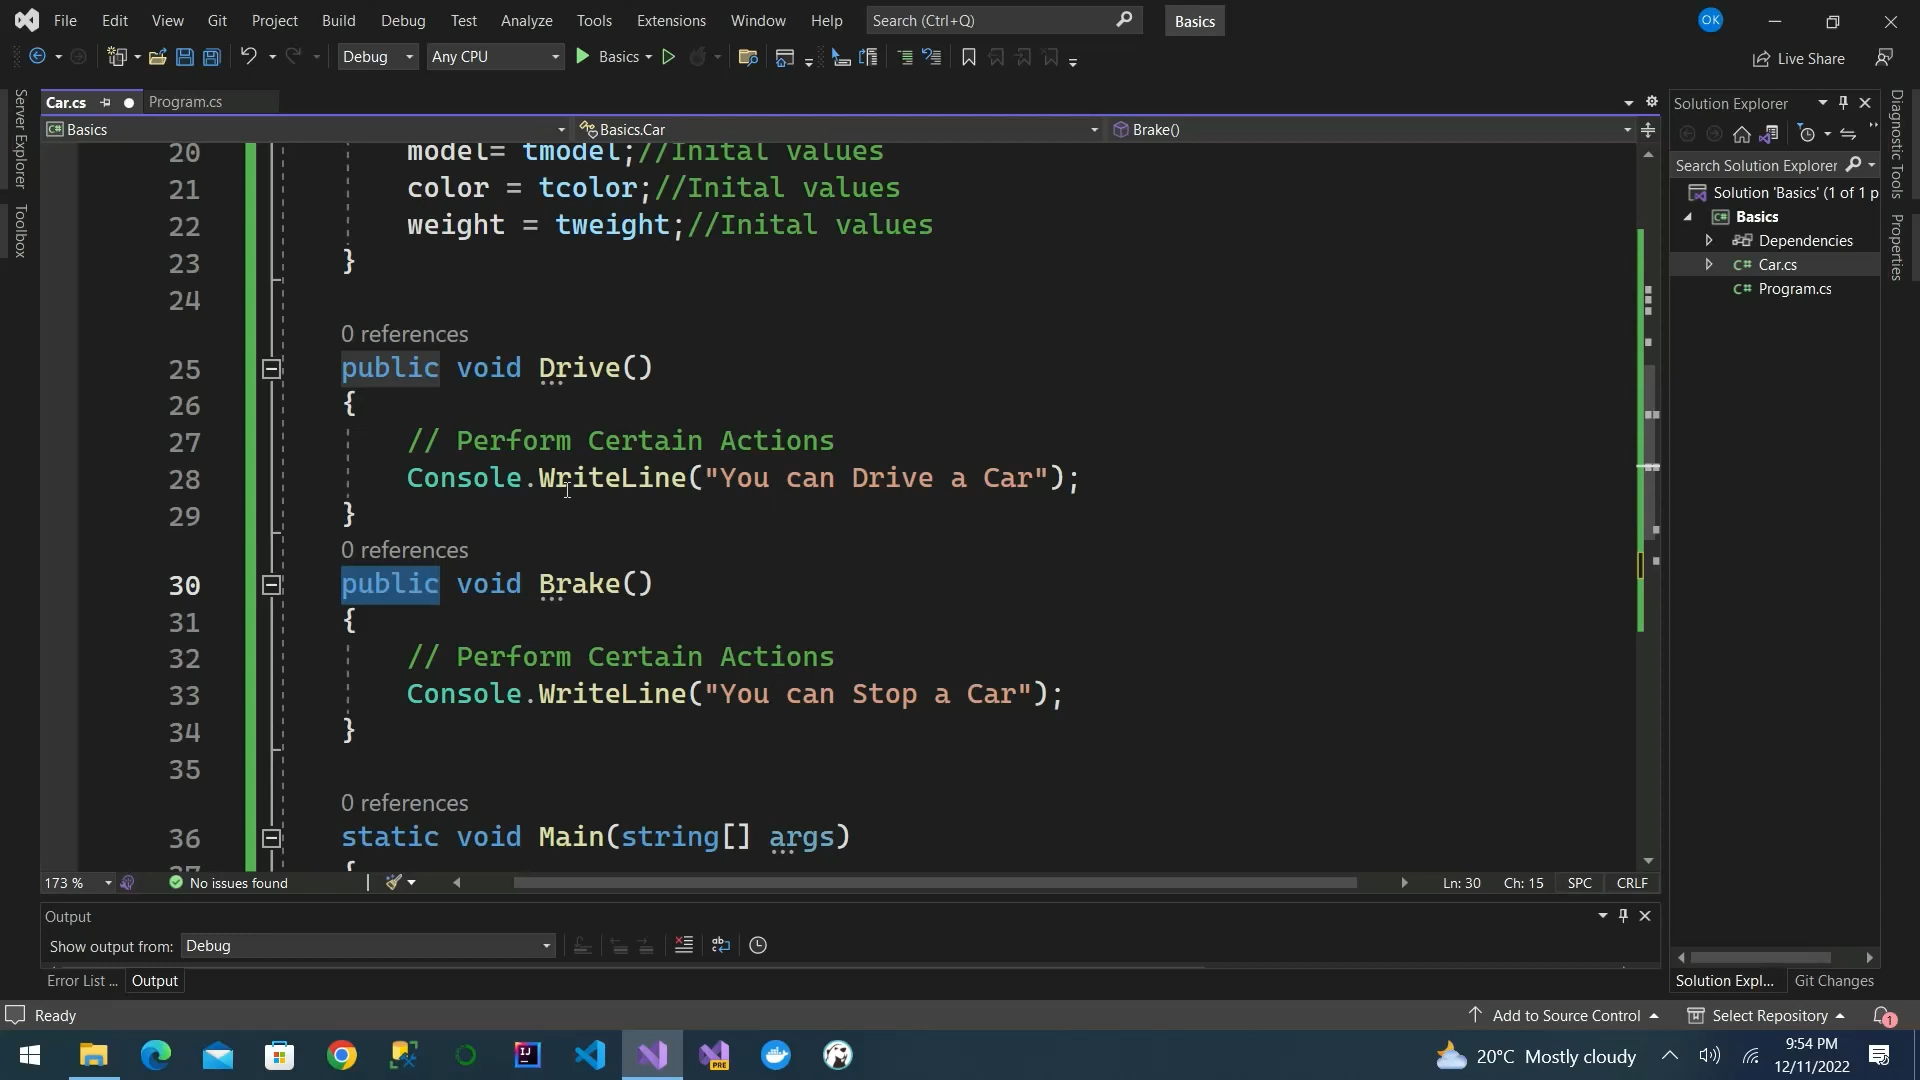 File Edit View Git Project Build Debug Test Analyze Tools Extensions Window Help Search (Ctrl+Q) Basics OK
Debug Any CPU Basics Live Share
Car.cs Program.cs
Basics Basics.Car Brake()
20 model= tmodel;//Inital values
21 color = tcolor;//Inital values
22 weight = tweight;//Inital values
23 }
24
0 references
25 public void Drive()
26 {
27 // Perform Certain Actions
28 Console.WriteLine("You can Drive a Car");
29 }
0 references
30 public void Brake()
31 {
32 // Perform Certain Actions
33 Console.WriteLine("You can Stop a Car");
34 }
35
0 references
36 static void Main(string[] args)
37 {
173 % No issues found Ln: 30 Ch: 15 SPC CRLF
Output
Show output from: Debug
Error List ... Output
Server Explorer
Toolbox
Solution Explorer
Search Solution Explorer
Solution 'Basics' (1 of 1 p
C# Basics
Dependencies
C# Car.cs
C# Program.cs
Solution Expl... Git Changes
Diagnostic Tools
Properties
Ready Add to Source Control Select Repository 1
20°C Mostly cloudy
9:54 PM
12/11/2022